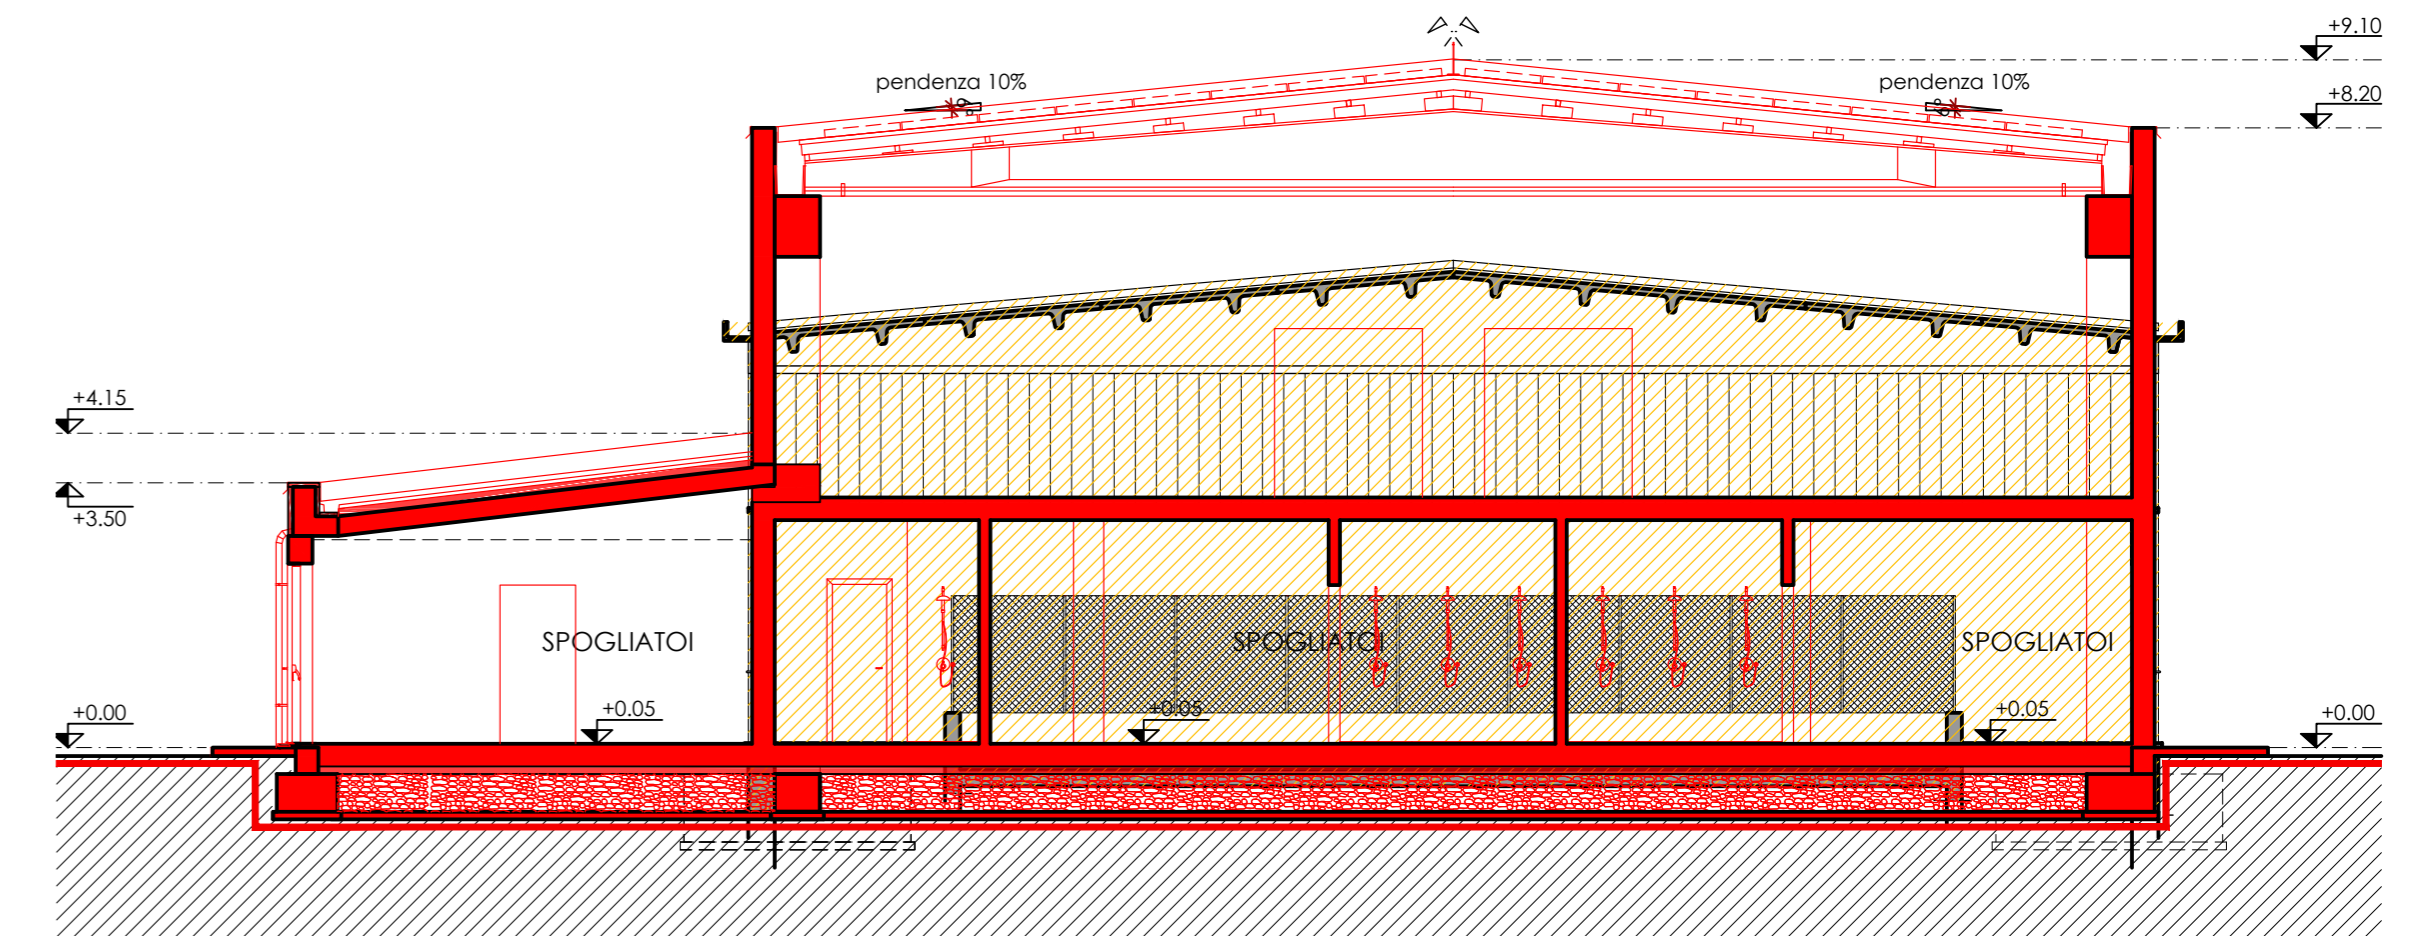 +9.10
pendenza 10%
pendenza 10%
+8.20
+4.15
+3.50
SPOGLIATOI
SPOGLIATOI
SPOGLIATOI
+0.00
+0.05
+0.05
+0.05
+0.00